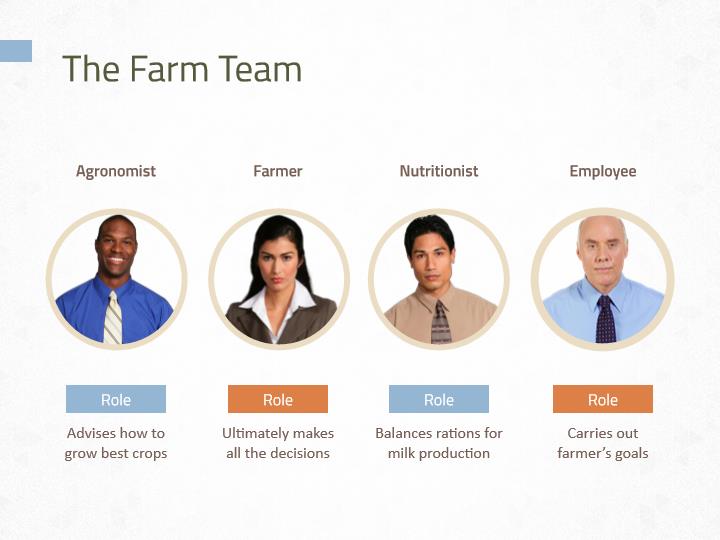 The Farm Team
Agronomist
Farmer
Nutritionist
Employee
Role
Role
Role
Role
Advises how to
grow best crops
Ultimately makes
all the decisions
Balances rations for
milk production
Carries out
farmer’s goals